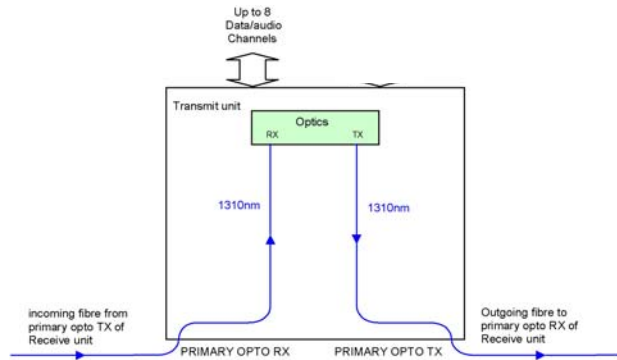 Up to 8
Data/audio
Channels
Transmit unit
Optics
RX
TX
1310nm
1310nm
incoming fibre from
primary opto TX of
Receive unit
Outgoing fibre to
primary opto RX of
Receive unit
PRIMARY OPTO RX
PRIMARY OPTO TX